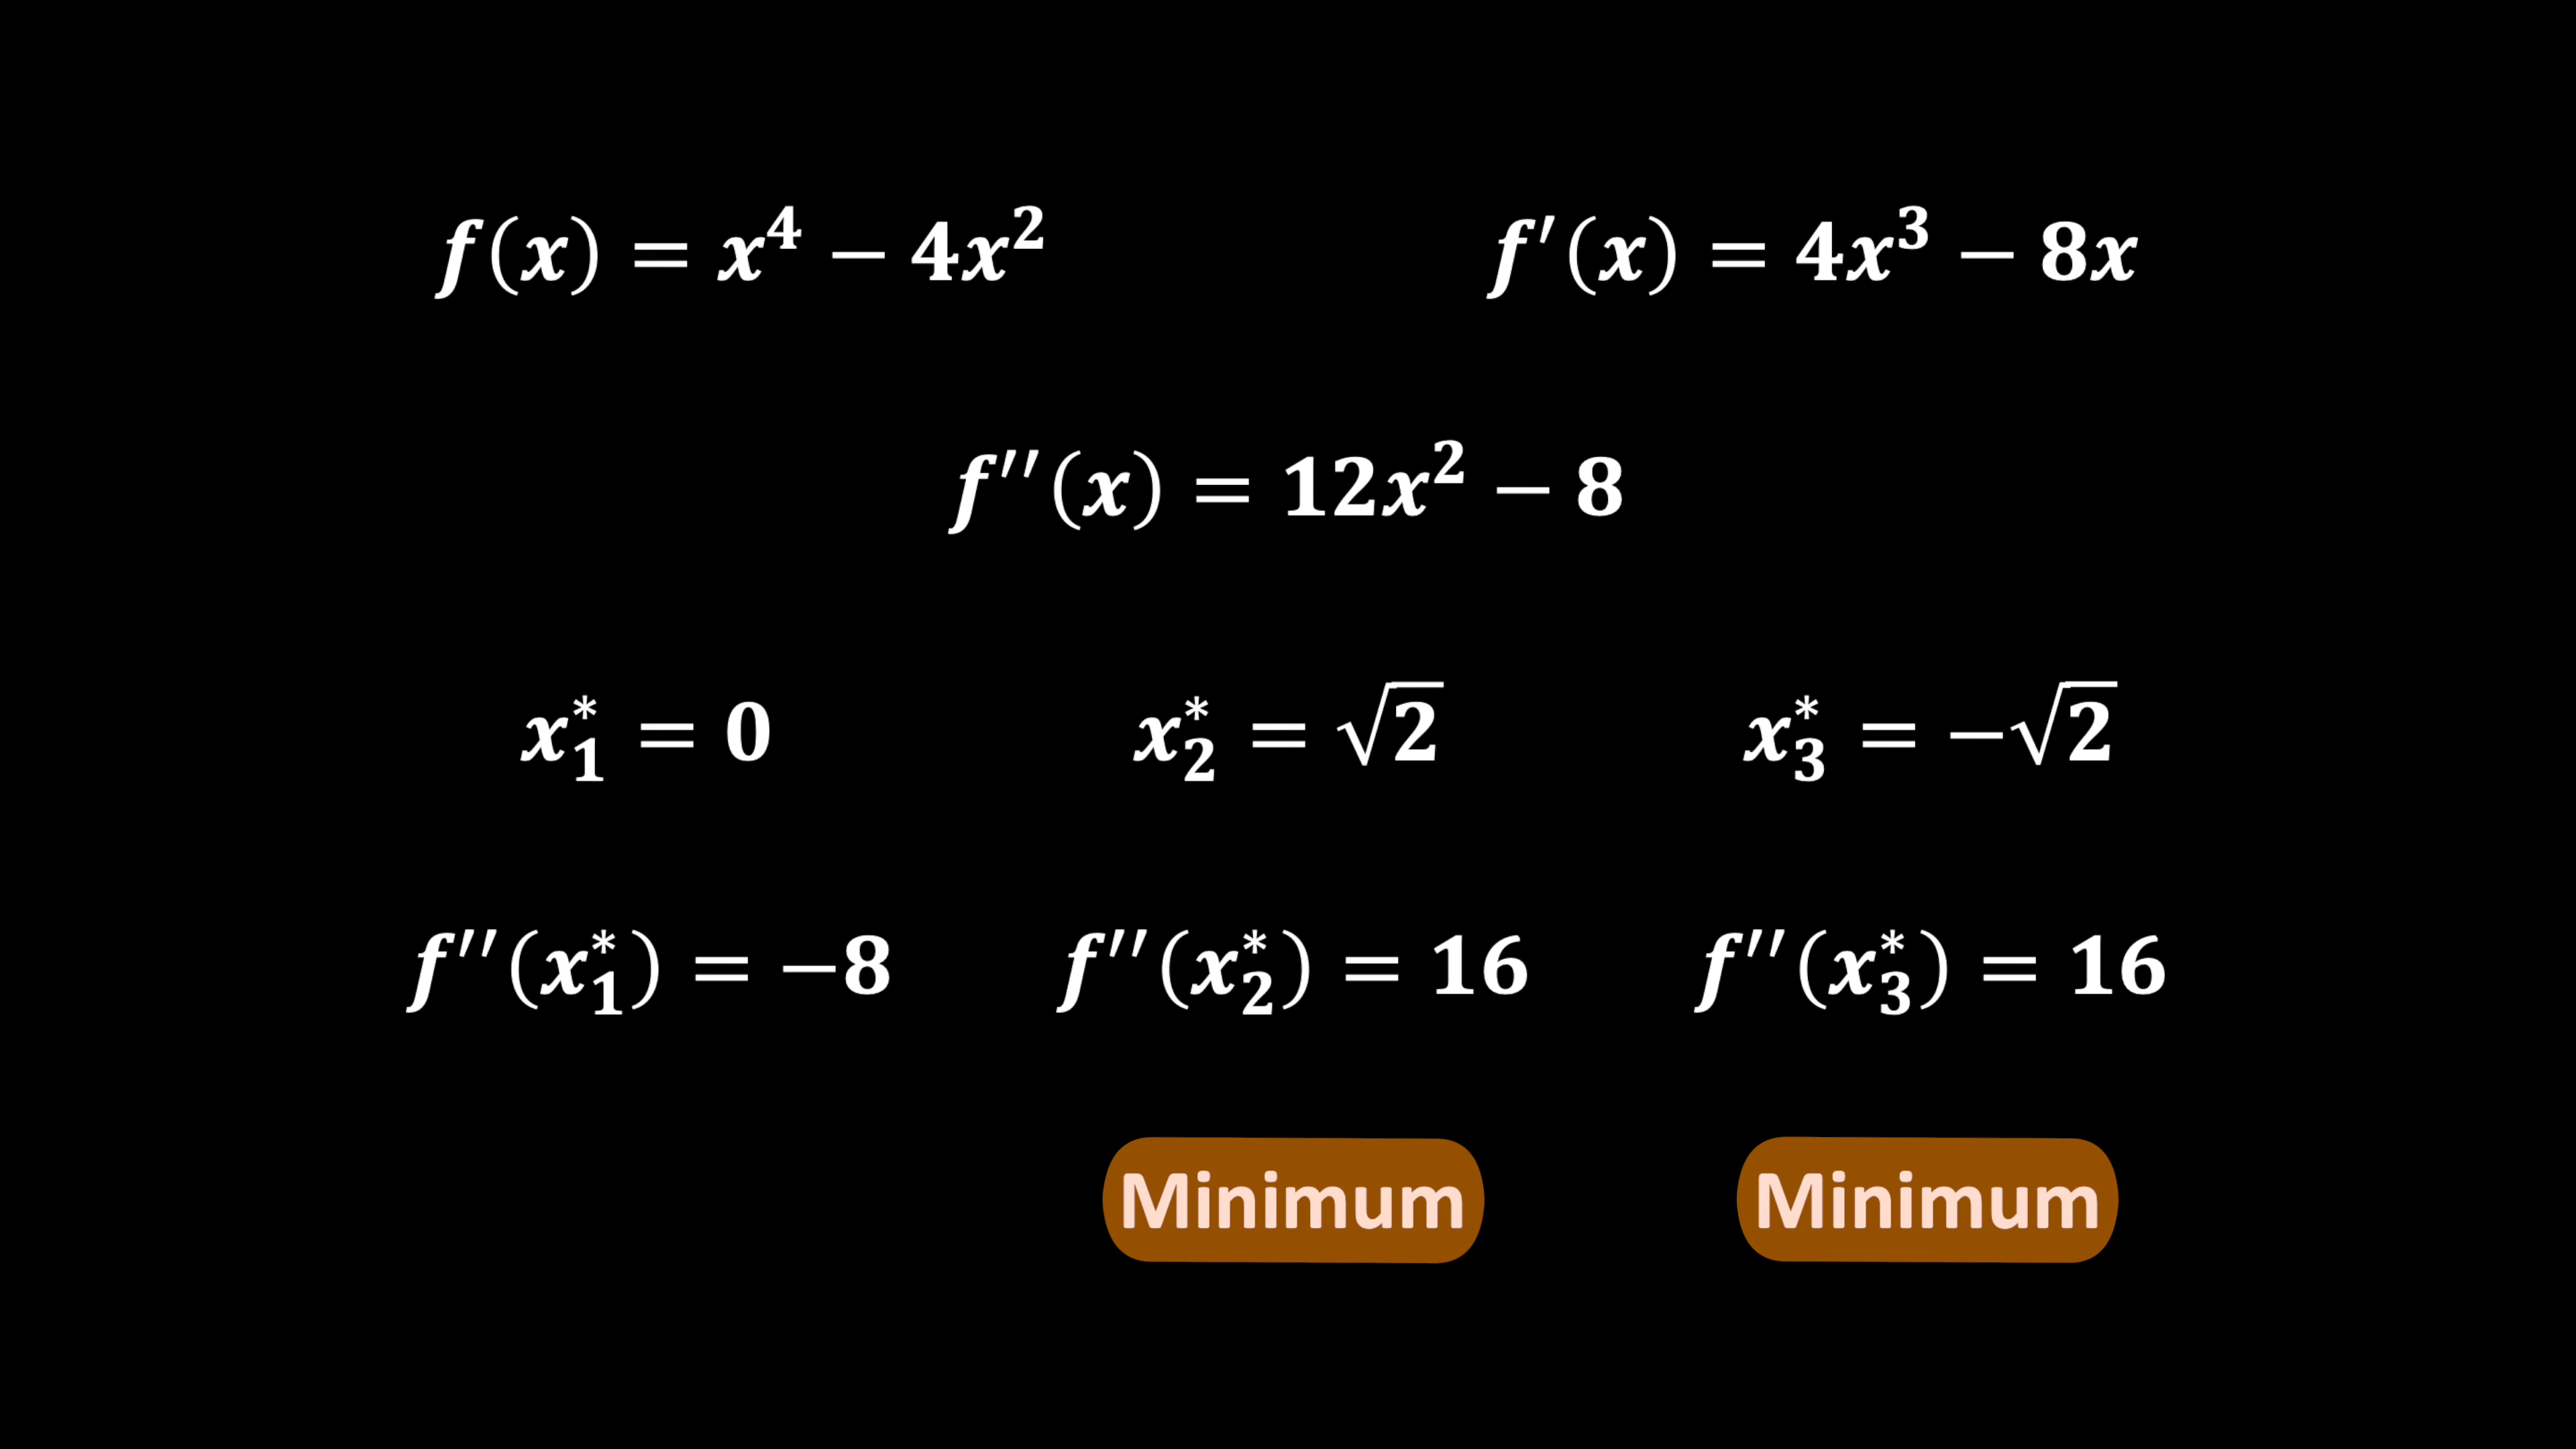 f(x) = x⁴ − 4x² f′(x) = 4x³ − 8x
f′′(x) = 12x² − 8
x₁* = 0 x₂* = √2 x₃* = −√2
f′′(x₁*) = −8 f′′(x₂*) = 16 f′′(x₃*) = 16
Minimum Minimum